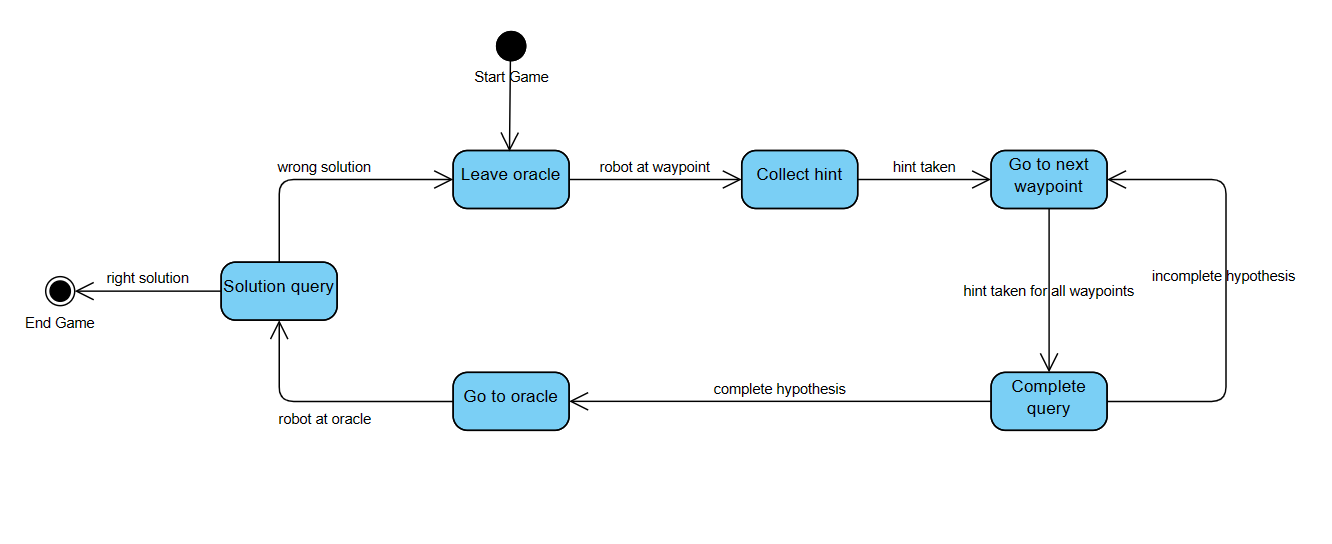 Start Game
wrong solution
Leave oracle
robot at waypoint
Collect hint
hint taken
Go to next
waypoint
right solution
Solution query
End Game
incomplete hypothesis
hint taken for all waypoints
Complete
query
complete hypothesis
Go to oracle
robot at oracle